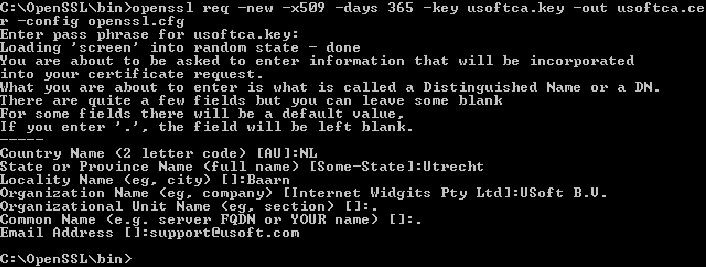 C:\OpenSSL\bin>openssl req -new -x509 -days 365 -key usoftca.key -out usoftca.ce
r -config openssl.cfg
Enter pass phrase for usoftca.key:
Loading 'screen' into random state - done
You are about to be asked to enter information that will be incorporated
into your certificate request.
What you are about to enter is what is called a Distinguished Name or a DN.
There are quite a few fields but you can leave some blank
For some fields there will be a default value,
If you enter '.', the field will be left blank.
-----
Country Name (2 letter code) [AU]:NL
State or Province Name (full name) [Some-State]:Utrecht
Locality Name (eg, city) []:Baarn
Organization Name (eg, company) [Internet Widgits Pty Ltd]:USoft B.V.
Organizational Unit Name (eg, section) []:.
Common Name (e.g. server FQDN or YOUR name) []:.
Email Address []:support@usoft.com
C:\OpenSSL\bin>